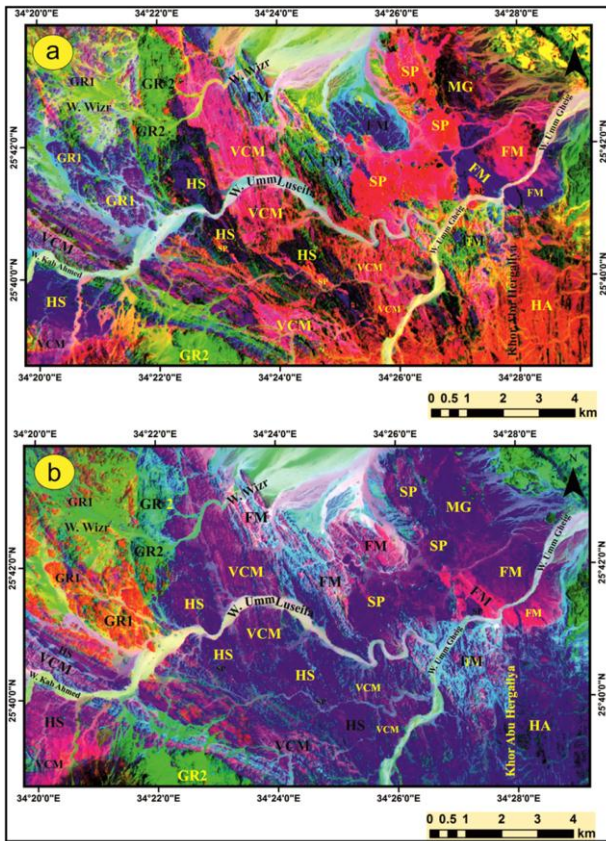 34°20'0"E 34°22'0"E 34°24'0"E 34°26'0"E 34°28'0"E
a
GR1 GR 2 W. Wizr SP MG
W. Wizr FM
GR2 FM SP W. Umm Gheig
25°42'0"N 25°42'0"N
GR1 VCM FM
HS W. Umm Luseifa SP FM FM
GR1
HS VCM
VCM HS HS W. Umm Gheig FM
W. Kab Ahmed VCM
25°40'0"N 25°40'0"N
HS VCM HA
VCM GR2 Khor Abu Hergaliya
34°20'0"E 34°22'0"E 34°24'0"E 34°26'0"E 34°28'0"E
0 0.5 1 2 3 4
km
34°20'0"E 34°22'0"E 34°24'0"E 34°26'0"E 34°28'0"E
b
N
GR1 GR 2 W. Wizr SP MG
W. Wizr FM
GR2 FM SP W. Umm Gheig
25°42'0"N 25°42'0"N
GR1 VCM FM FM
HS W. Umm Luseifa SP FM FM
GR1
HS VCM
VCM HS HS W. Umm Gheig FM
W. Kab Ahmed VCM
25°40'0"N 25°40'0"N
HS VCM HS HA
VCM VCM Khor Abu Hergaliya
GR2
34°20'0"E 34°22'0"E 34°24'0"E 34°26'0"E 34°28'0"E
0 0.5 1 2 3 4
km